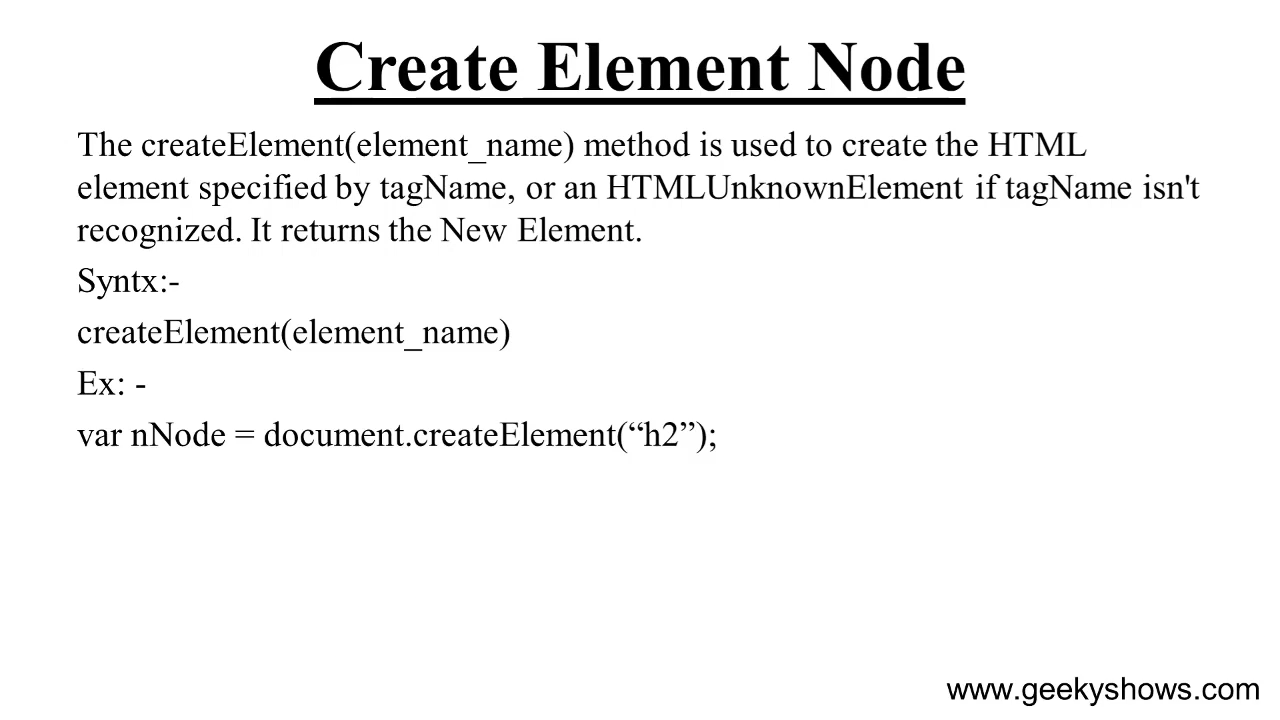 Create Element Node
The createElement(element_name) method is used to create the HTML
element specified by tagName, or an HTMLUnknownElement if tagName isn't
recognized. It returns the New Element.
Syntx:-
createElement(element_name)
Ex: -
var nNode = document.createElement(“h2”);
www.geekyshows.com